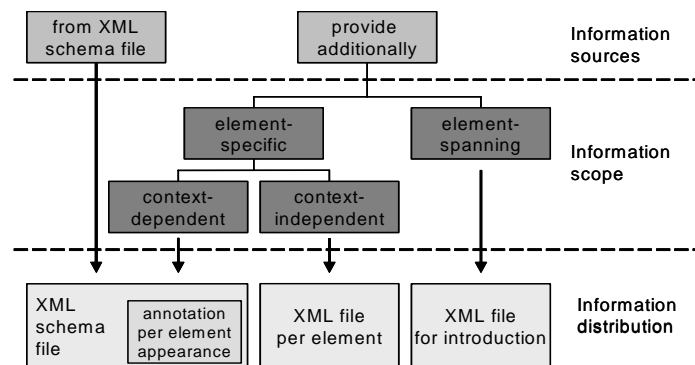 from XML
schema file
provide
additionally
Information
sources
element-
specific
element-
spanning
Information
scope
context-
dependent
context-
independent
XML
schema
file
annotation
per element
appearance
XML file
per element
XML file
for introduction
Information
distribution